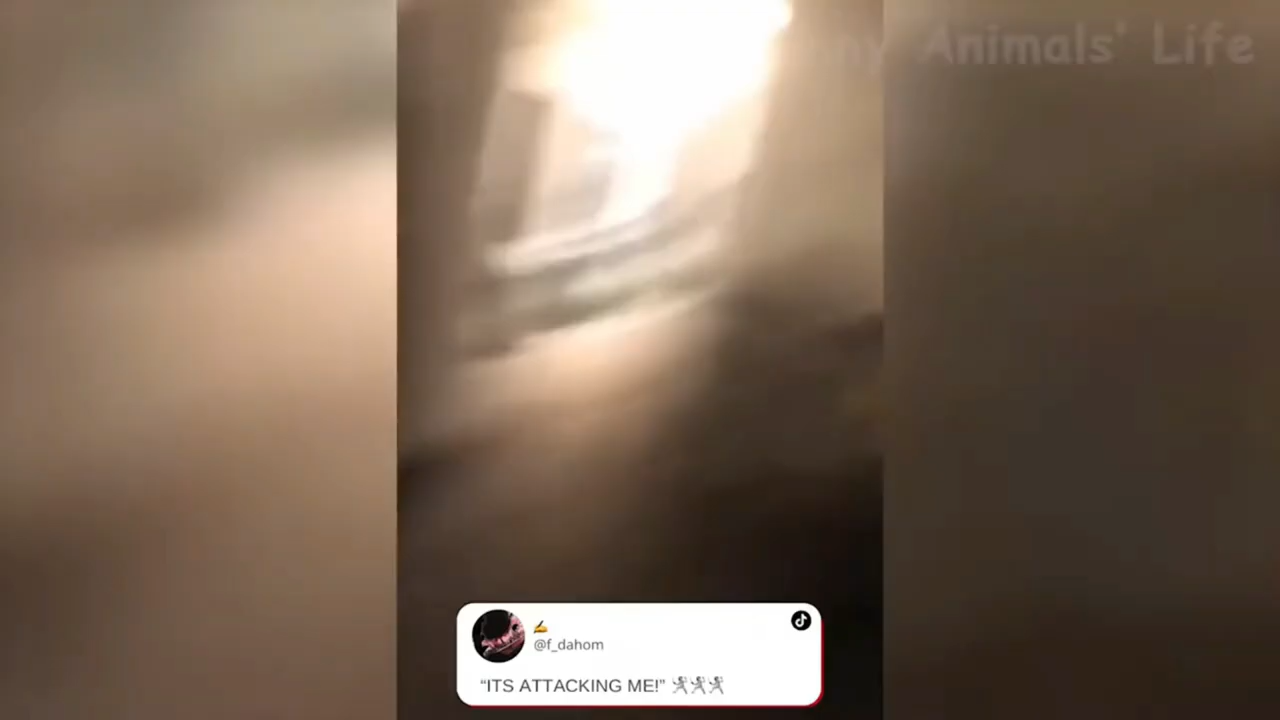 Animals' Life
✍️
@f_dahom
“ITS ATTACKING ME!”